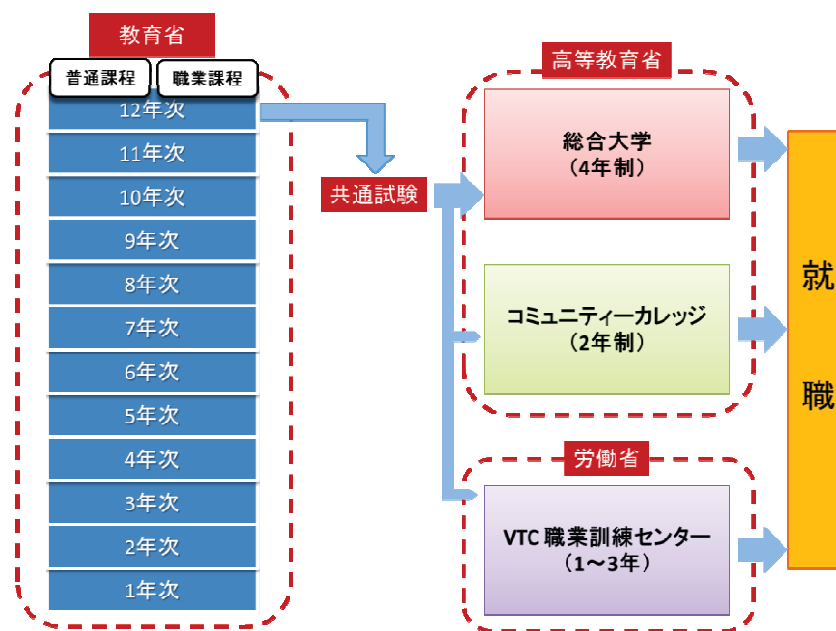 教育省
普通課程
職業課程
12年次
11年次
10年次
9年次
8年次
7年次
6年次
5年次
4年次
3年次
2年次
1年次
共通試験
高等教育省
総合大学
（4年制）
コミュニティーカレッジ
（2年制）
労働省
VTC 職業訓練センター
（1～3年）
就
職